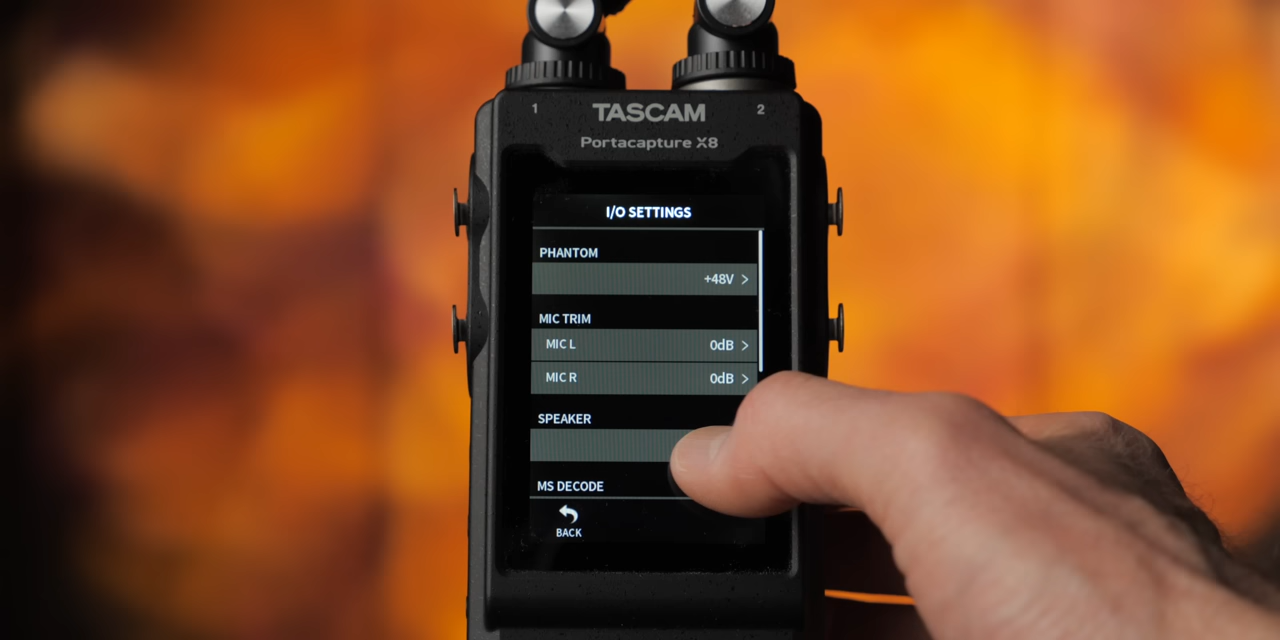 1 TASCAM 2
Portacapture X8
I/O SETTINGS
PHANTOM
+48V >
MIC TRIM
MIC L 0dB >
MIC R 0dB >
SPEAKER
MS DECODE
BACK